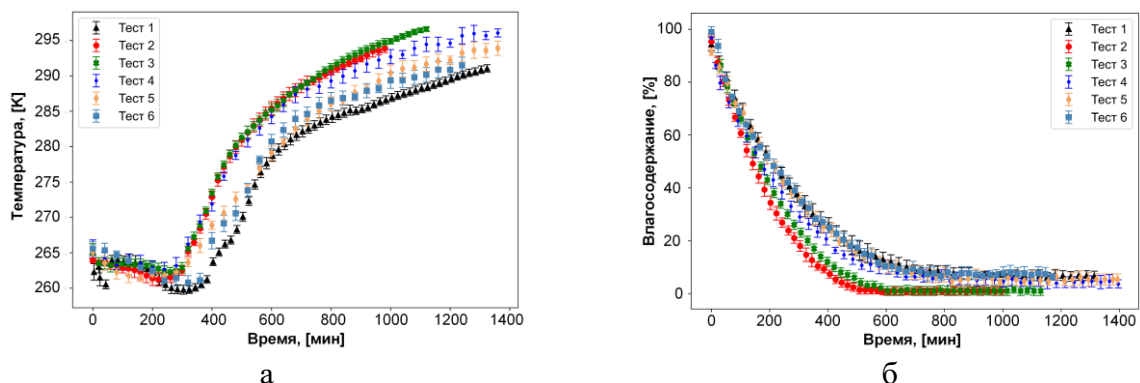 Температура, [K]
295
290
285
280
275
270
265
260
Тест 1
Тест 2
Тест 3
Тест 4
Тест 5
Тест 6
0 200 400 600 800 1000 1200 1400
Время, [мин]
а
Влагосодержание, [%]
100
80
60
40
20
0
Тест 1
Тест 2
Тест 3
Тест 4
Тест 5
Тест 6
0 200 400 600 800 1000 1200 1400
Время, [мин]
б